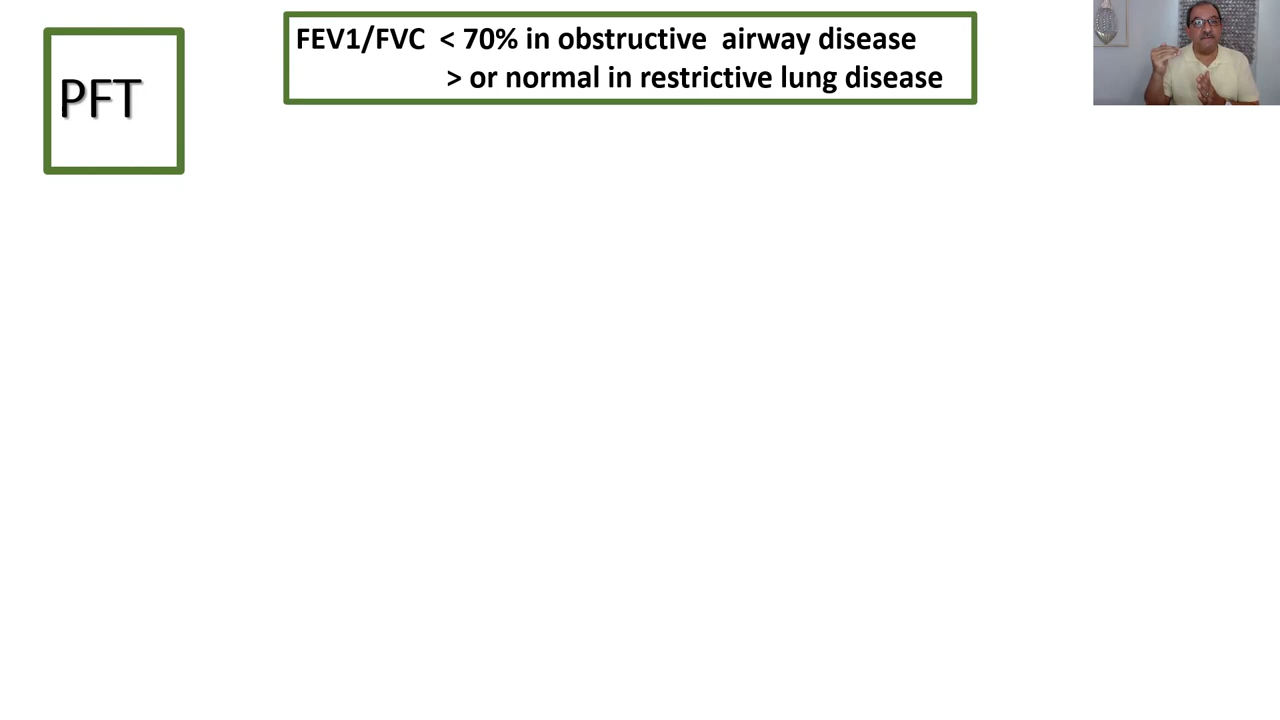 PFT
FEV1/FVC < 70% in obstructive airway disease
> or normal in restrictive lung disease